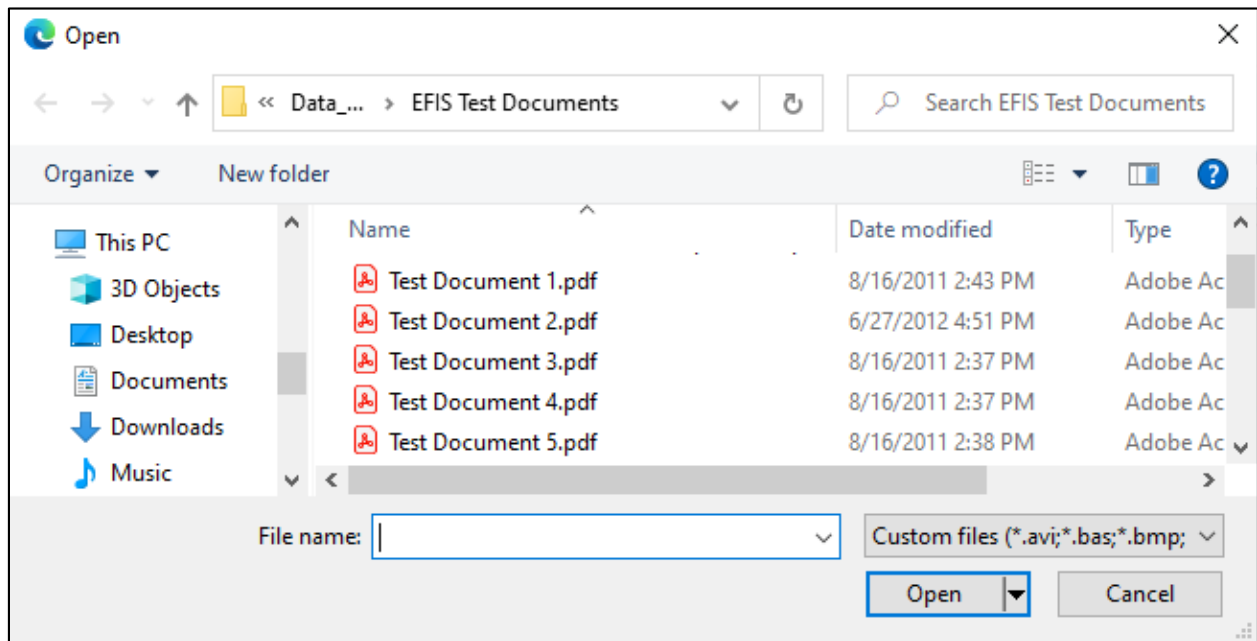 Open
« Data_... > EFIS Test Documents
Search EFIS Test Documents
Organize
New folder
?
This PC
3D Objects
Desktop
Documents
Downloads
Music
Name Date modified Type
Test Document 1.pdf 8/16/2011 2:43 PM Adobe Ac
Test Document 2.pdf 6/27/2012 4:51 PM Adobe Ac
Test Document 3.pdf 8/16/2011 2:37 PM Adobe Ac
Test Document 4.pdf 8/16/2011 2:37 PM Adobe Ac
Test Document 5.pdf 8/16/2011 2:38 PM Adobe Ac
File name:
Custom files (*.avi;*.bas;*.bmp;
Open
Cancel